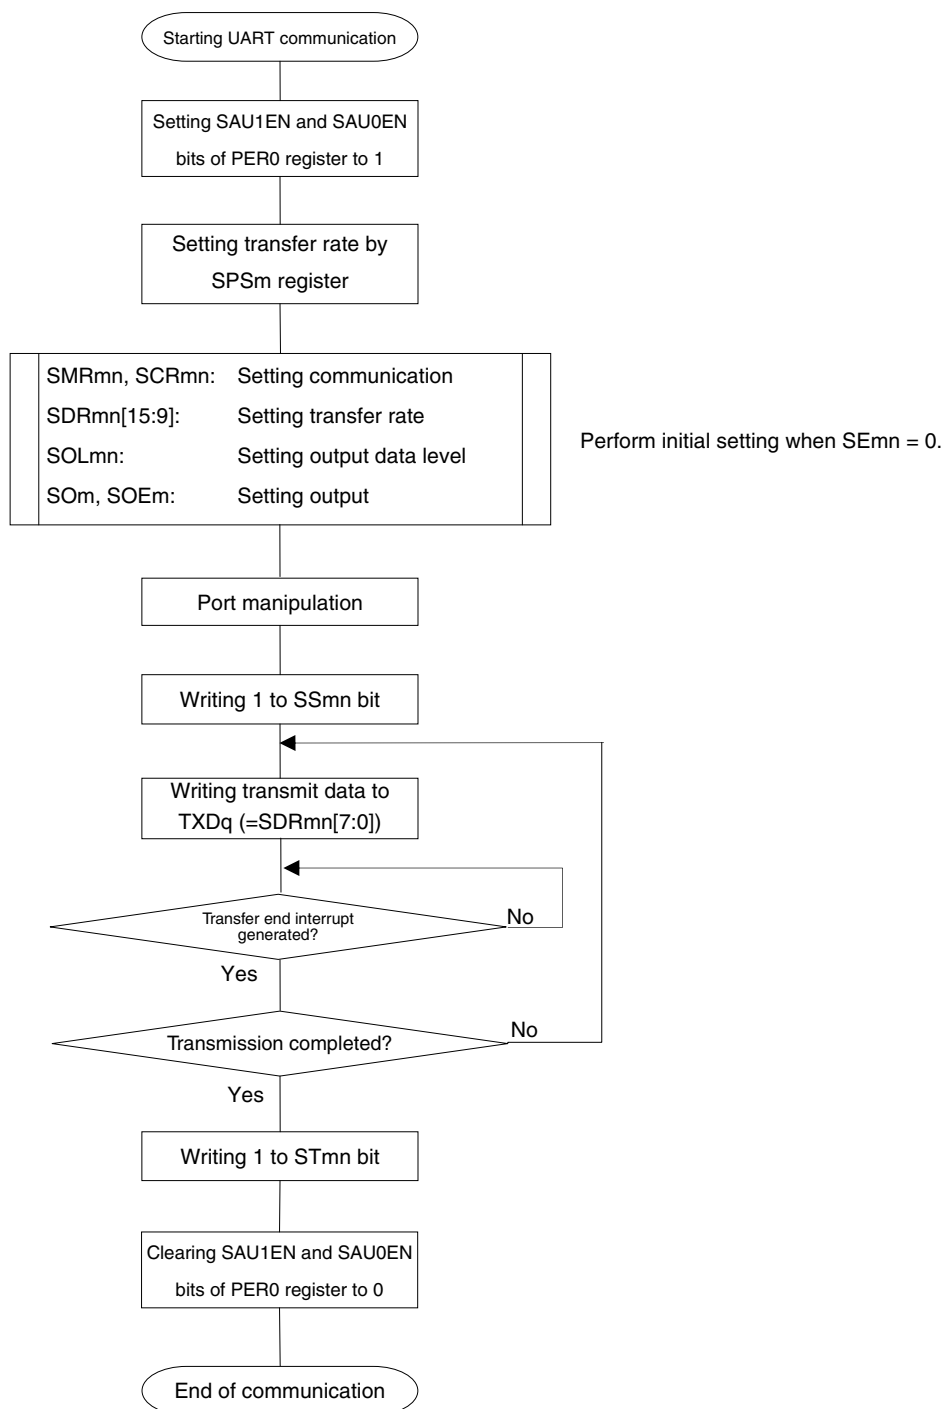 Starting UART communication
Setting SAU1EN and SAU0EN
bits of PER0 register to 1
Setting transfer rate by
SPSm register
SMRmn, SCRmn: Setting communication
SDRmn[15:9]: Setting transfer rate
SOLmn: Setting output data level
SOm, SOEm: Setting output
Perform initial setting when SEmn = 0.
Port manipulation
Writing 1 to SSmn bit
Writing transmit data to
TXDq (=SDRmn[7:0])
Transfer end interrupt
generated?
No
Yes
Transmission completed?
No
Yes
Writing 1 to STmn bit
Clearing SAU1EN and SAU0EN
bits of PER0 register to 0
End of communication